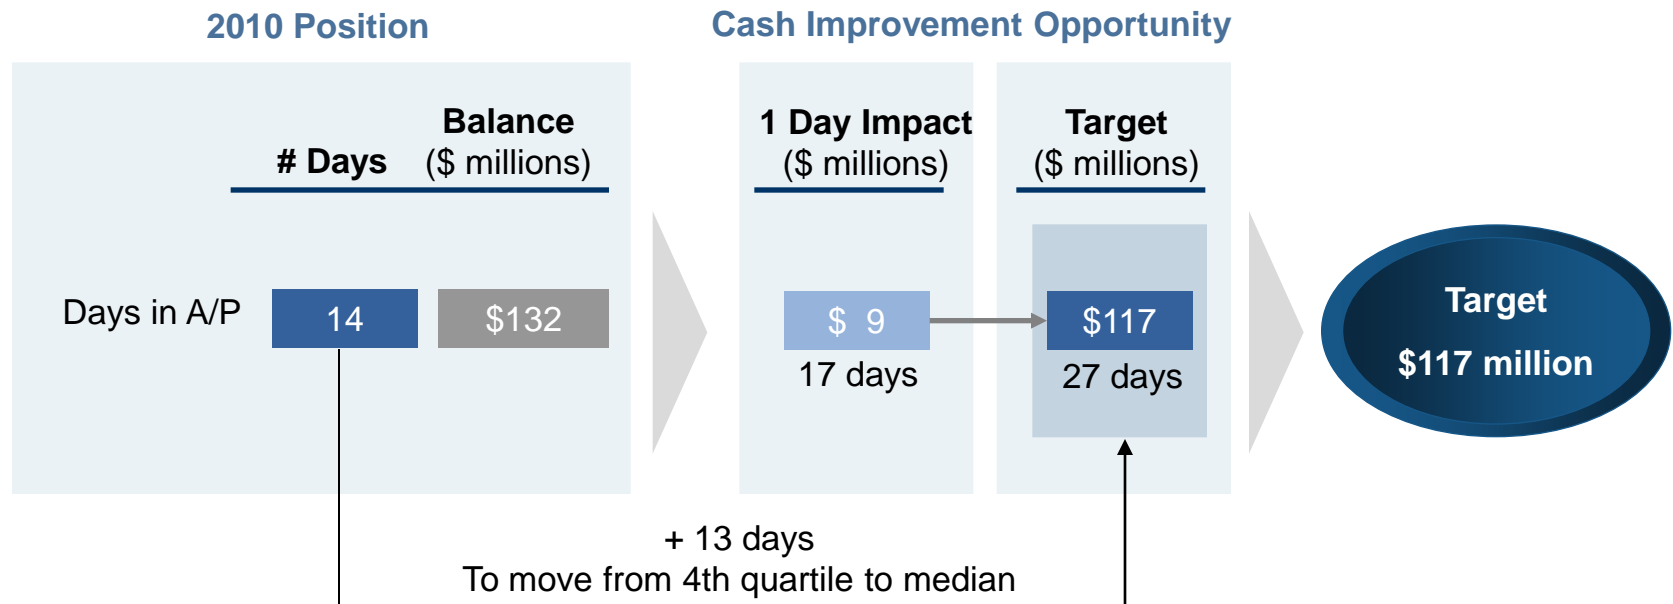 2010 Position
Cash Improvement Opportunity
# Days
Balance
($ millions)
1 Day Impact
($ millions)
Target
($ millions)
Days in A/P
14
$132
$ 9
17 days
$117
27 days
Target
$117 million
+ 13 days
To move from 4th quartile to median